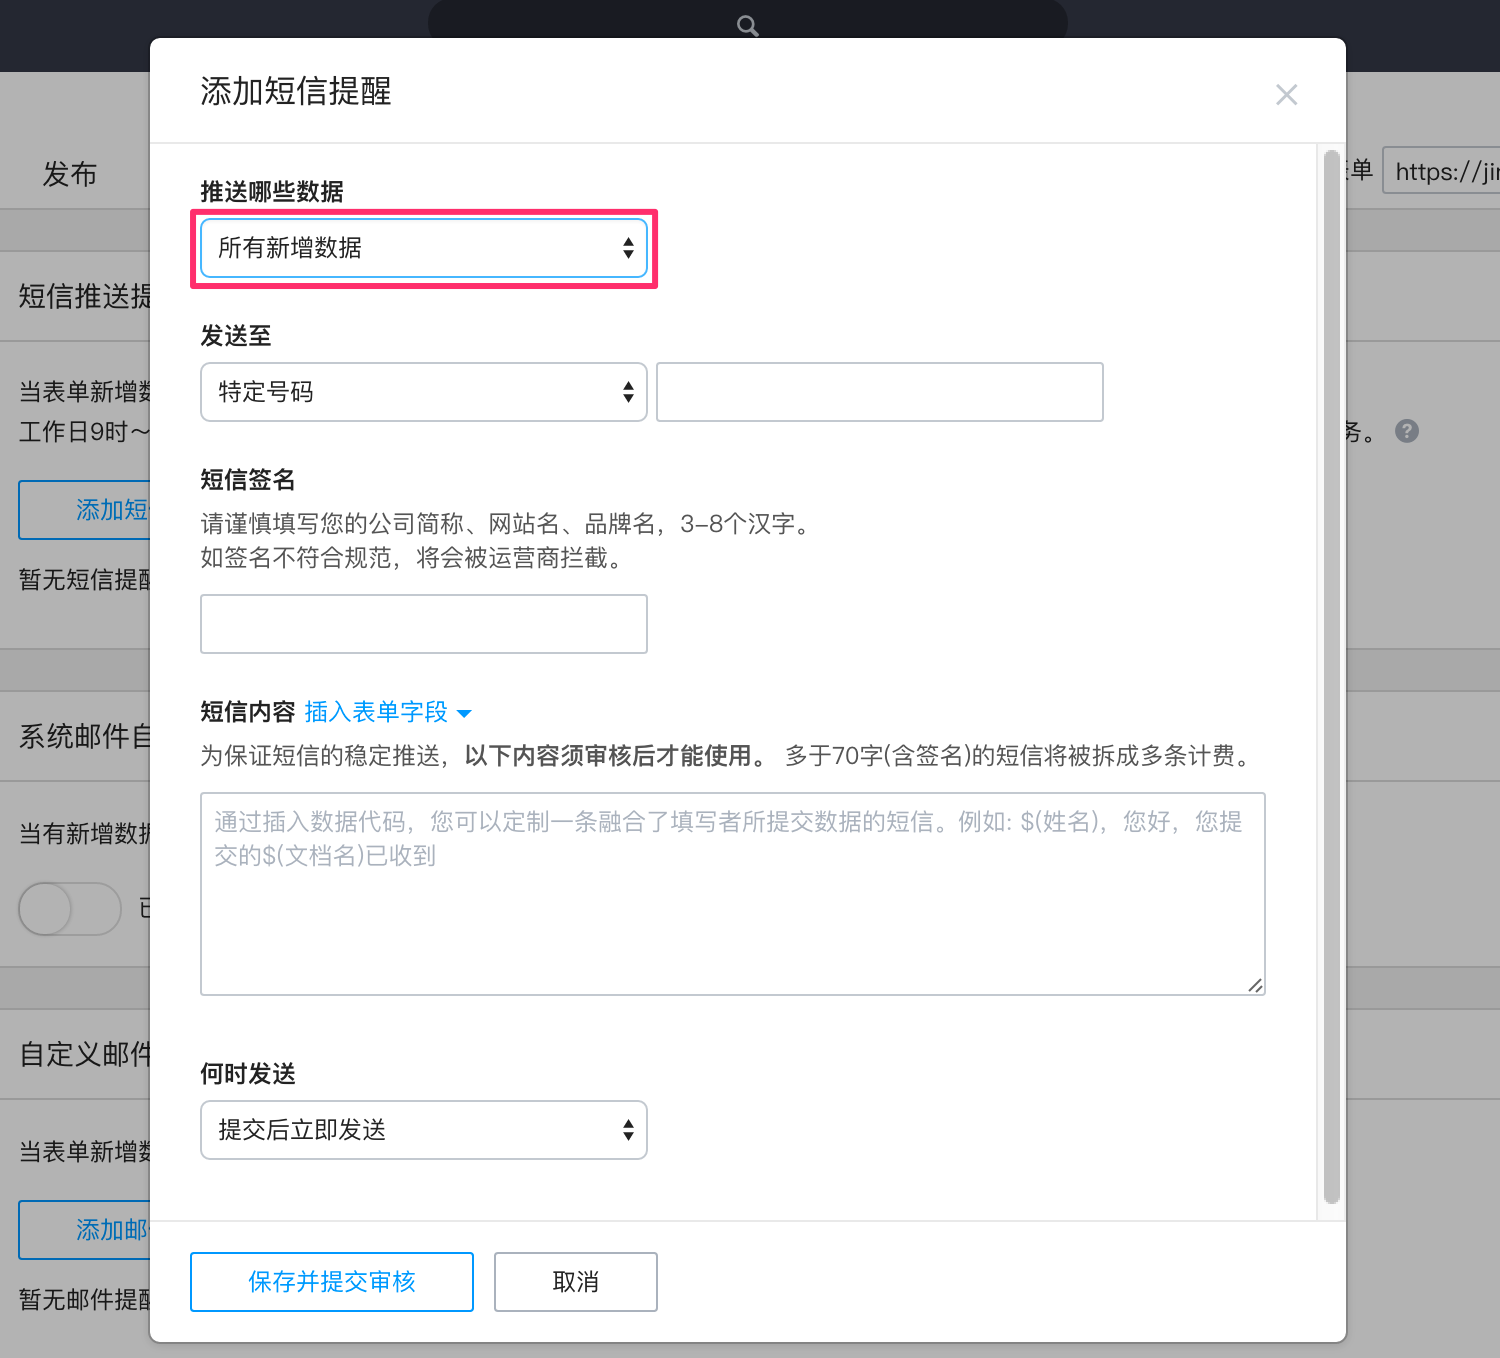 添加短信提醒
发布
单
https://ji
推送哪些数据
所有新增数据
短信推送提
发送至
当表单新增数
特定号码
工作日9时～
务。
?
短信签名
添加短
请谨慎填写您的公司简称、网站名、品牌名，3–8个汉字。
如签名不符合规范，将会被运营商拦截。
暂无短信提醒
短信内容 插入表单字段
系统邮件自
为保证短信的稳定推送，以下内容须审核后才能使用。 多于70字(含签名)的短信将被拆成多条计费。
通过插入数据代码，您可以定制一条融合了填写者所提交数据的短信。例如: $(姓名)，您好，您提
交的$(文档名)已收到
当有新增数据
已
自定义邮件
何时发送
提交后立即发送
当表单新增数
添加邮
保存并提交审核
取消
暂无邮件提醒